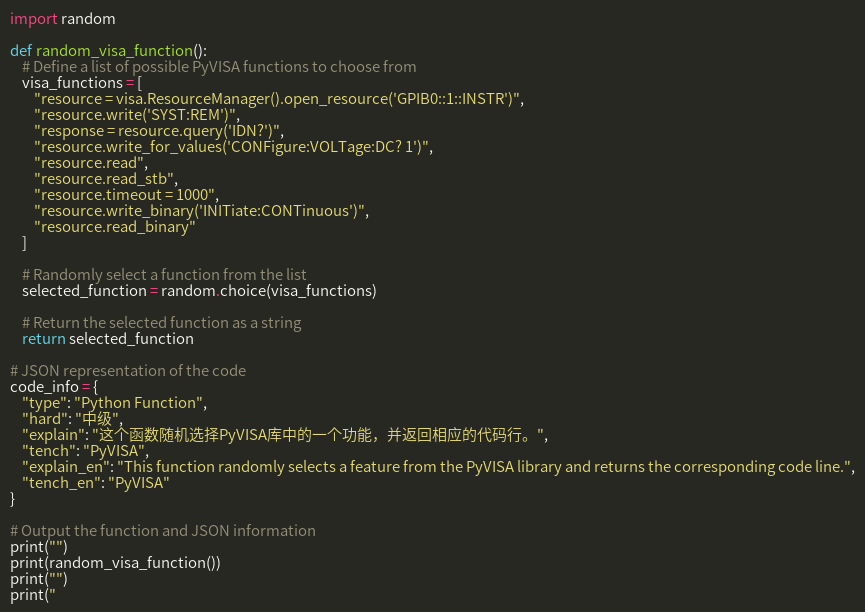 import random
def random_visa_function():
# Define a list of possible PyVISA functions to choose from
visa_functions = [
"resource = visa.ResourceManager().open_resource('GPIB0::1::INSTR')",
"resource.write('SYST:REM')",
"response = resource.query('IDN?')",
"resource.write_for_values('CONFigure:VOLTage:DC? 1')",
"resource.read",
"resource.read_stb",
"resource.timeout = 1000",
"resource.write_binary('INITiate:CONTinuous')",
"resource.read_binary"
]
# Randomly select a function from the list
selected_function = random.choice(visa_functions)
# Return the selected function as a string
return selected_function
# JSON representation of the code
code_info = {
"type": "Python Function",
"hard": "中级",
"explain": "这个函数随机选择PyVISA库中的一个功能，并返回相应的代码行。",
"tench": "PyVISA",
"explain_en": "This function randomly selects a feature from the PyVISA library and returns the corresponding code line.",
"tench_en": "PyVISA"
}
# Output the function and JSON information
print("")
print(random_visa_function())
print("")
print("